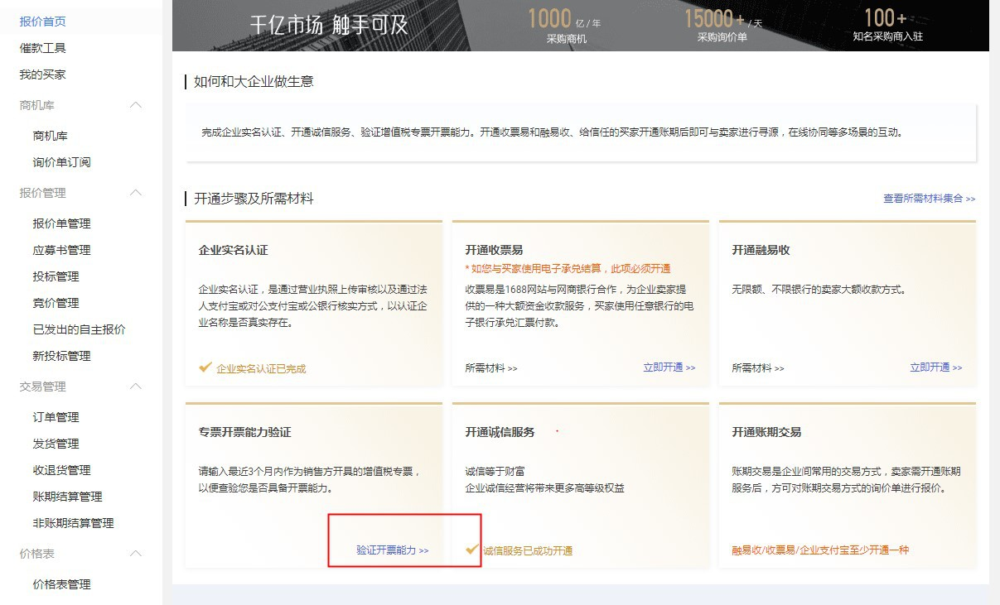 报价首页
催款工具
我的买家
商机库
商机库
询价单订阅
报价管理
报价单管理
应募书管理
投标管理
竞价管理
已发出的自主报价
新投标管理
交易管理
订单管理
发货管理
收退货管理
账期结算管理
非账期结算管理
价格表
价格表管理
千亿市场 触手可及
1000 亿/年
采购商机
15000+ /天
采购询价单
100+
知名采购商入驻
如何和大企业做生意
完成企业实名认证、开通诚信服务、验证增值税专票开票能力。开通收票易和融易收、给信任的买家开通账期后即可与卖家进行寻源，在线协同等多场景的互动。
开通步骤及所需材料
查看所需材料集合 >>
企业实名认证
企业实名认证，是通过营业执照上传审核以及通过法
人支付宝或对公支付宝或公银行核实方式，以认证企
业名称是否真实存在。
企业实名认证已完成
开通收票易
* 如您与买家使用电子承兑结算，此项必须开通
收票易是1688网站与网商银行合作，为企业卖家提
供的一种大额资金收款服务，买家使用任意银行的电
子银行承兑汇票付款。
所需材料 >>
立即开通 >>
开通融易收
无限额、不限银行的卖家大额收款方式。
所需材料 >>
立即开通 >>
专票开票能力验证
请输入最近3个月内作为销售方开具的增值税专票，
以便查验您是否具备开票能力。
验证开票能力 >>
开通诚信服务
诚信等于财富
企业诚信经营将带来更多高等级权益
诚信服务已成功开通
开通账期交易
账期交易是企业间常用的交易方式，卖家需开通账期
服务后，方可对账期交易方式的询价单进行报价。
融易收/收票易/企业支付宝至少开通一种